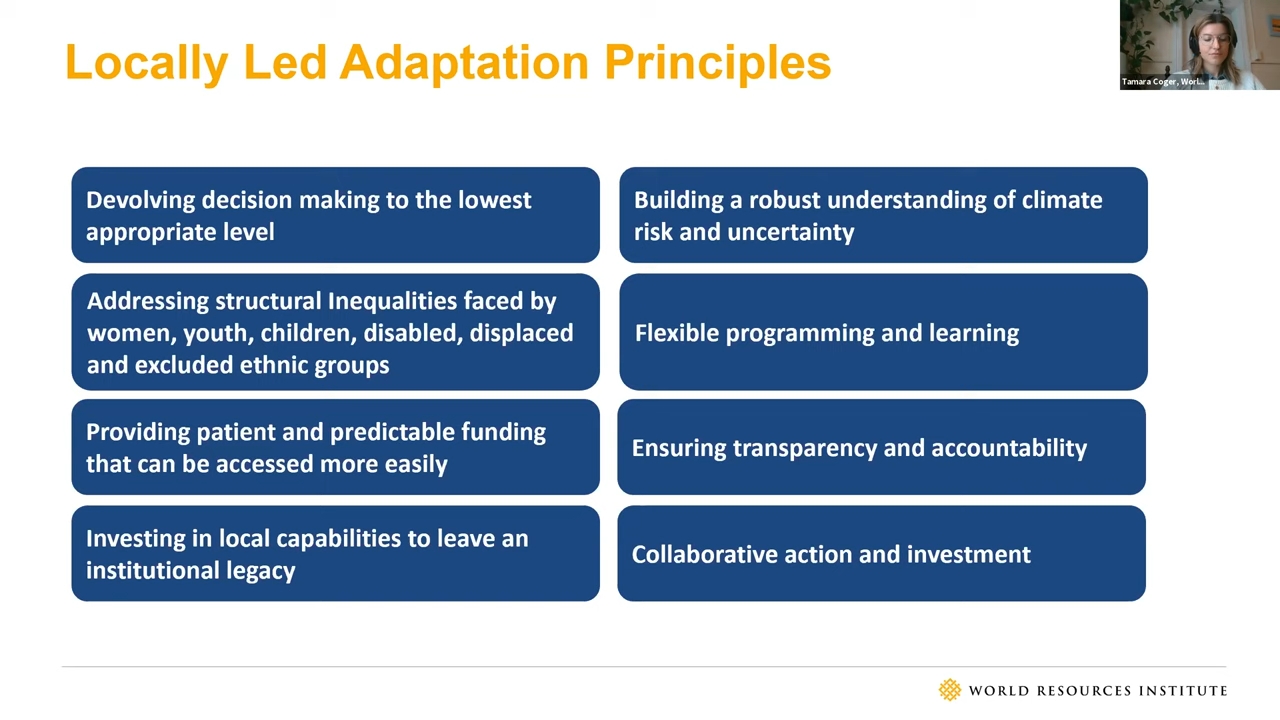 Locally Led Adaptation Principles
Tamara Coger, Worl...
Devolving decision making to the lowest
appropriate level
Building a robust understanding of climate
risk and uncertainty
Addressing structural Inequalities faced by
women, youth, children, disabled, displaced
and excluded ethnic groups
Flexible programming and learning
Providing patient and predictable funding
that can be accessed more easily
Ensuring transparency and accountability
Investing in local capabilities to leave an
institutional legacy
Collaborative action and investment
WORLD RESOURCES INSTITUTE